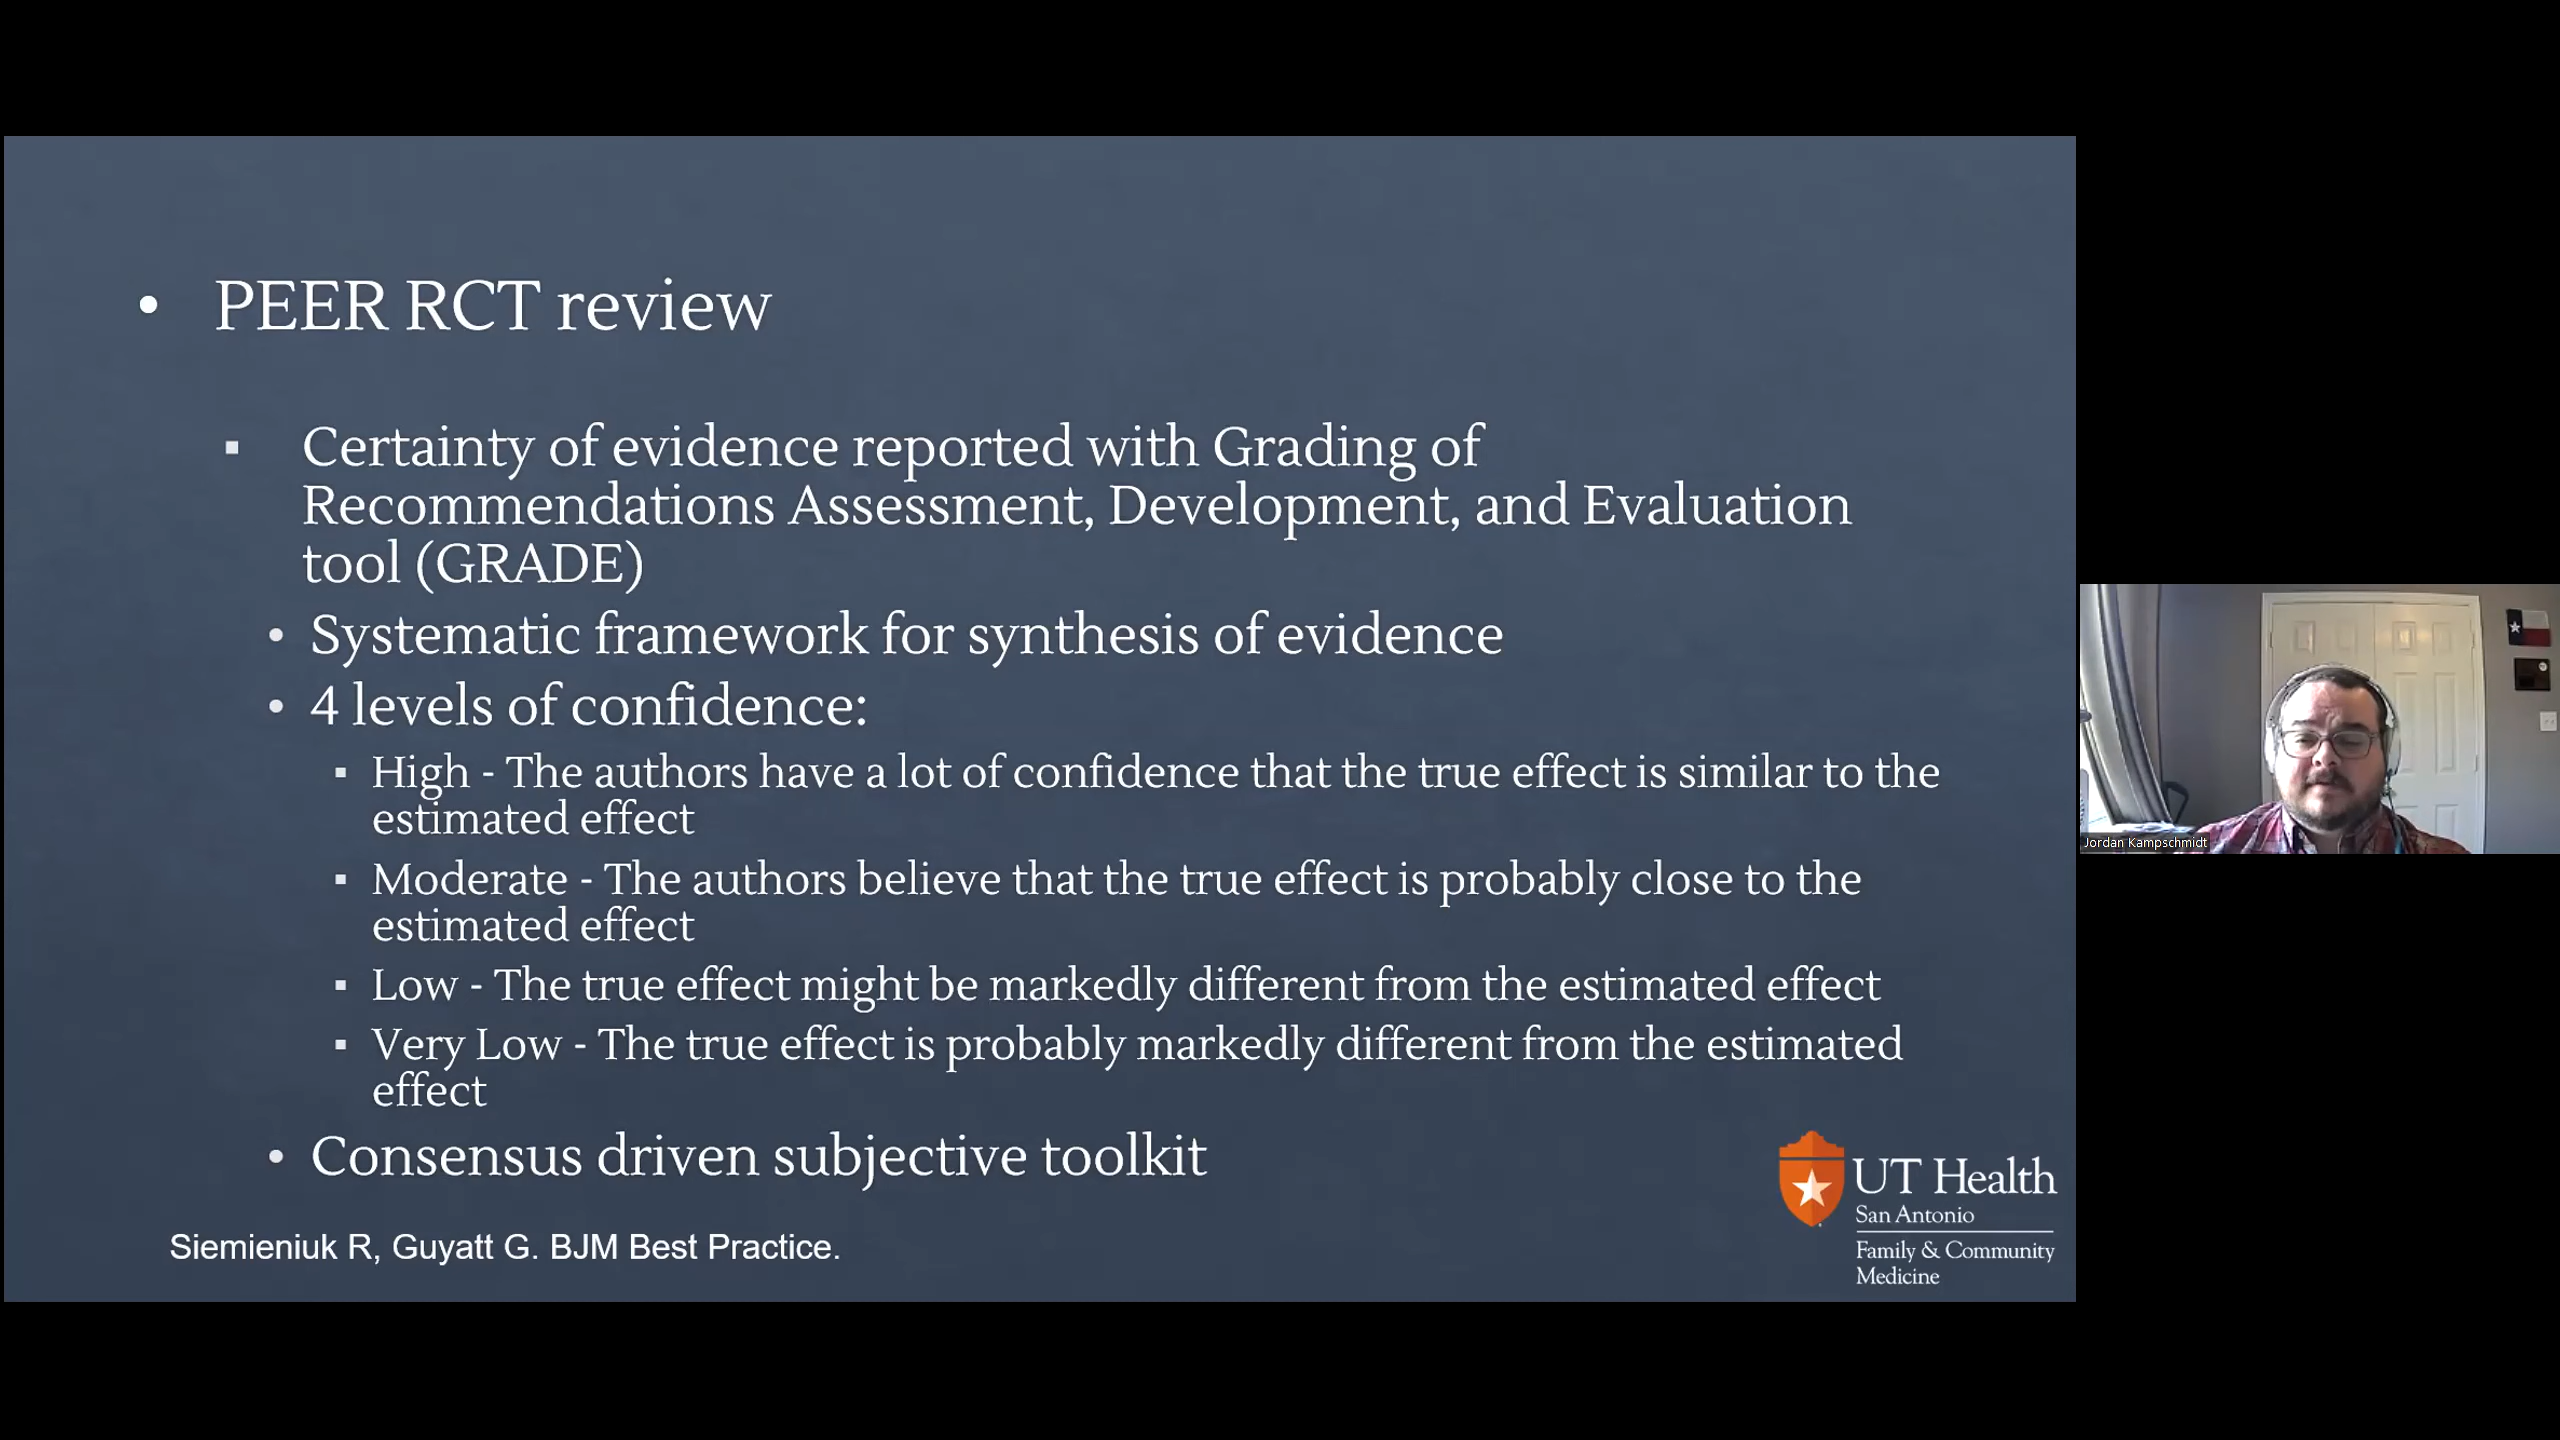 • PEER RCT review
▪ Certainty of evidence reported with Grading of
Recommendations Assessment, Development, and Evaluation
tool (GRADE)
• Systematic framework for synthesis of evidence
• 4 levels of confidence:
▪ High - The authors have a lot of confidence that the true effect is similar to the
estimated effect
▪ Moderate - The authors believe that the true effect is probably close to the
estimated effect
▪ Low - The true effect might be markedly different from the estimated effect
▪ Very Low - The true effect is probably markedly different from the estimated
effect
• Consensus driven subjective toolkit
Siemieniuk R, Guyatt G. BJM Best Practice.
UT Health
San Antonio
Family & Community
Medicine
Jordan Kampschmidt